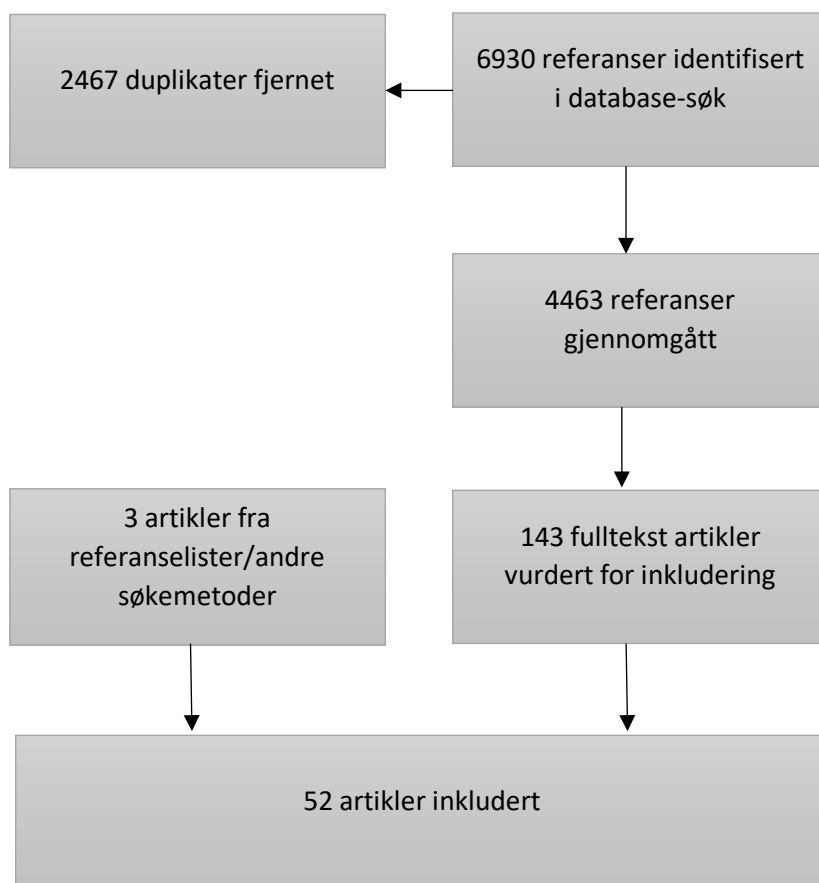 2467 duplikater fjernet
6930 referanser identifisert
i database-søk
4463 referanser
gjennomgått
3 artikler fra
referanselister/andre
søkemetoder
143 fulltekst artikler
vurdert for inkludering
52 artikler inkludert